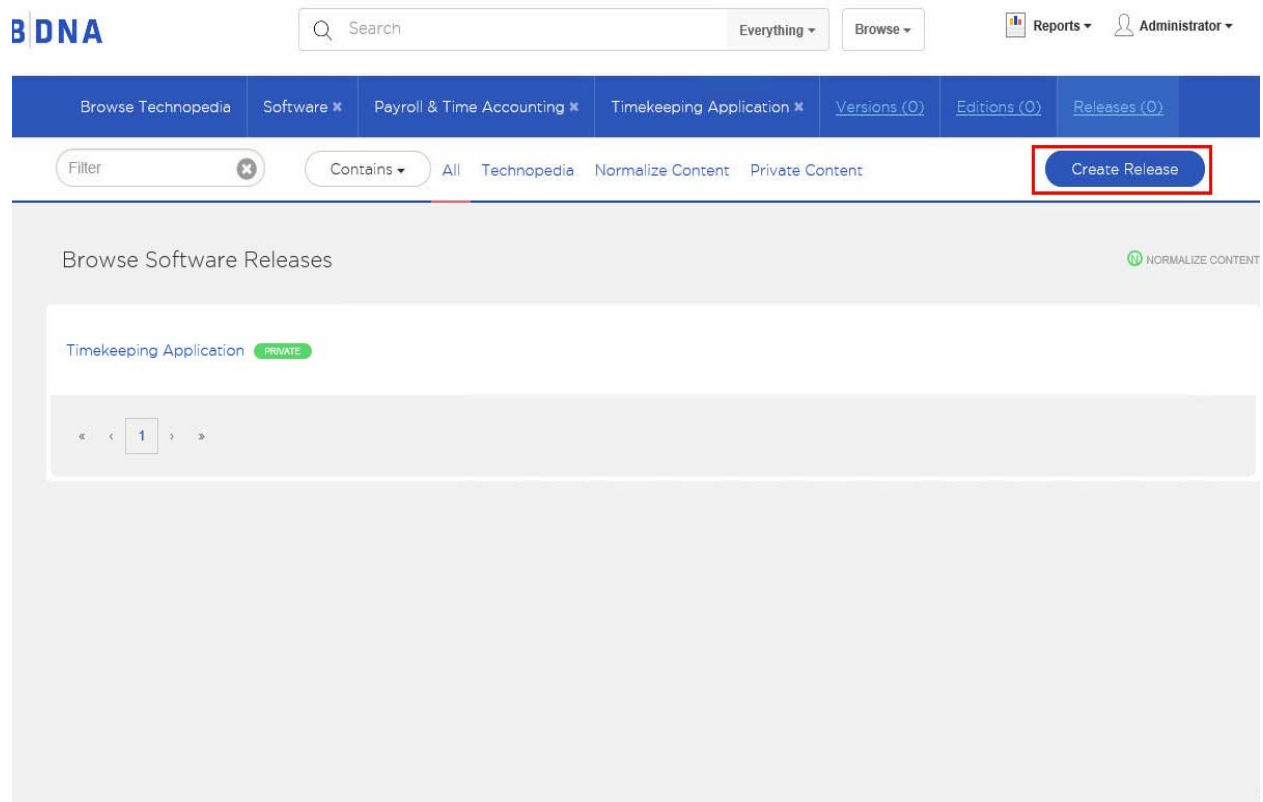 BDNA
Search Everything Browse Reports Administrator
Browse Technopedia Software × Payroll & Time Accounting × Timekeeping Application × Versions (0) Editions (0) Releases (0)
Filter Contains All Technopedia Normalize Content Private Content Create Release
Browse Software Releases N NORMALIZE CONTENT
Timekeeping Application PRIVATE
« ‹ 1 › »